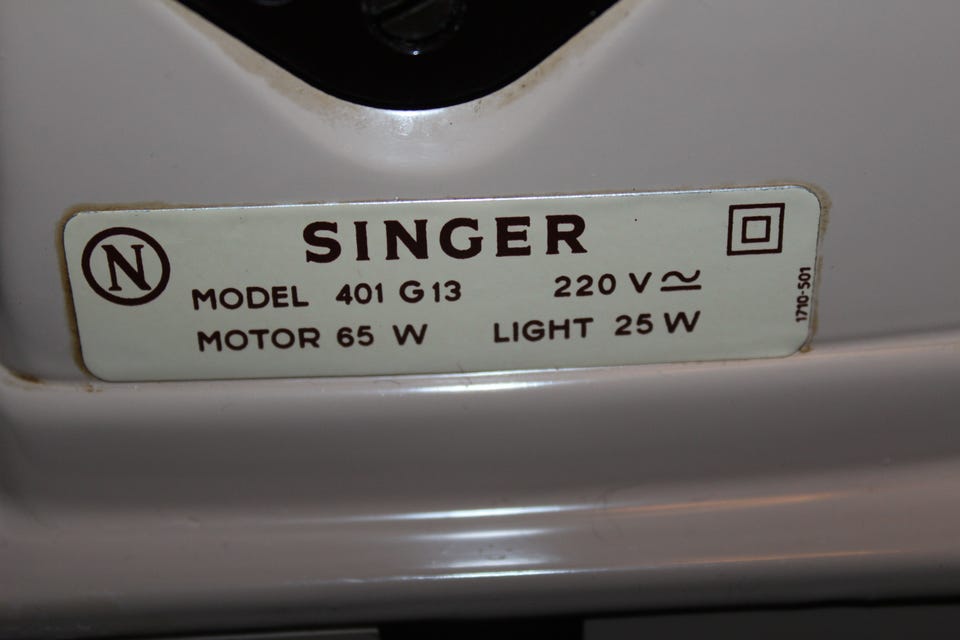 N
SINGER
MODEL 401 G13 220 V ⎓
MOTOR 65 W LIGHT 25 W
1710-501